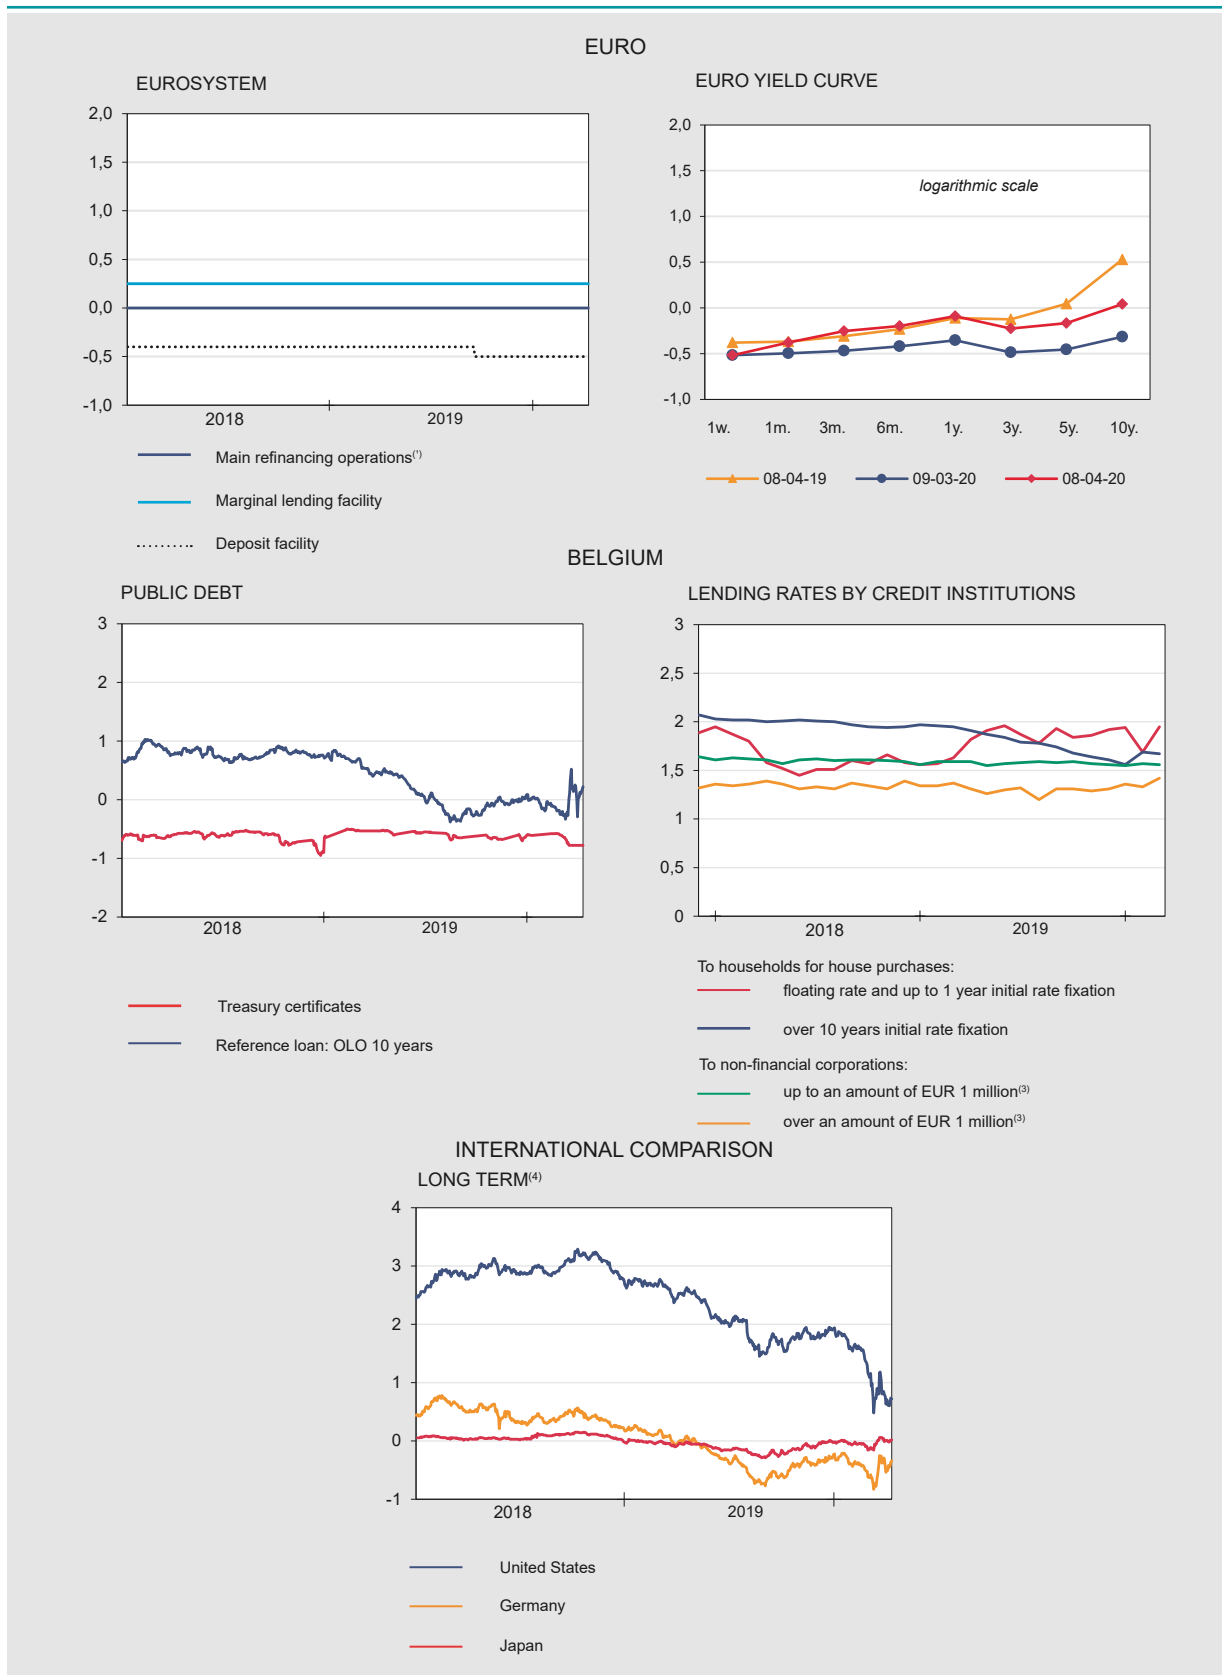 EURO
EUROSYSTEM
2,0
1,5
1,0
0,5
0,0
-0,5
-1,0
2018 2019
Main refinancing operations(¹)
Marginal lending facility
Deposit facility
EURO YIELD CURVE
2,0
1,5
1,0
0,5
0,0
-0,5
-1,0
logarithmic scale
1w. 1m. 3m. 6m. 1y. 3y. 5y. 10y.
08-04-19 09-03-20 08-04-20
BELGIUM
PUBLIC DEBT
3
2
1
0
-1
-2
2018 2019
Treasury certificates
Reference loan: OLO 10 years
LENDING RATES BY CREDIT INSTITUTIONS
3
2,5
2
1,5
1
0,5
0
2018 2019
To households for house purchases:
floating rate and up to 1 year initial rate fixation
over 10 years initial rate fixation
To non-financial corporations:
up to an amount of EUR 1 million(3)
over an amount of EUR 1 million(3)
INTERNATIONAL COMPARISON
LONG TERM(4)
4
3
2
1
0
-1
2018 2019
United States
Germany
Japan